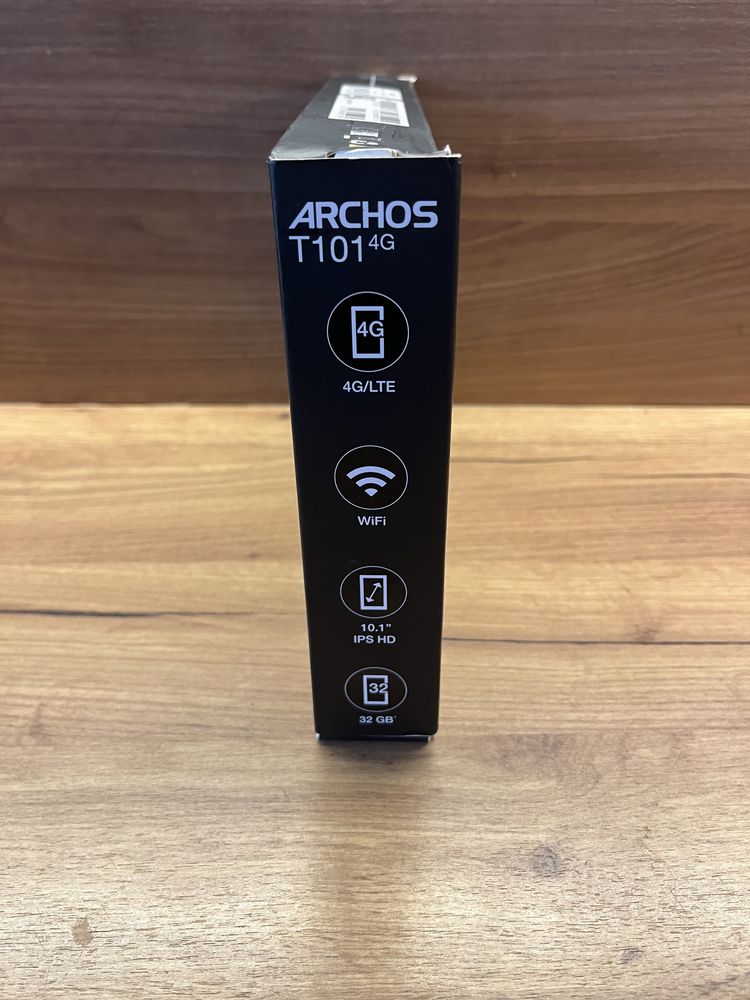 ARCHOS
T101 4G
4G
4G/LTE
WiFi
10.1"
IPS HD
32
32 GB*